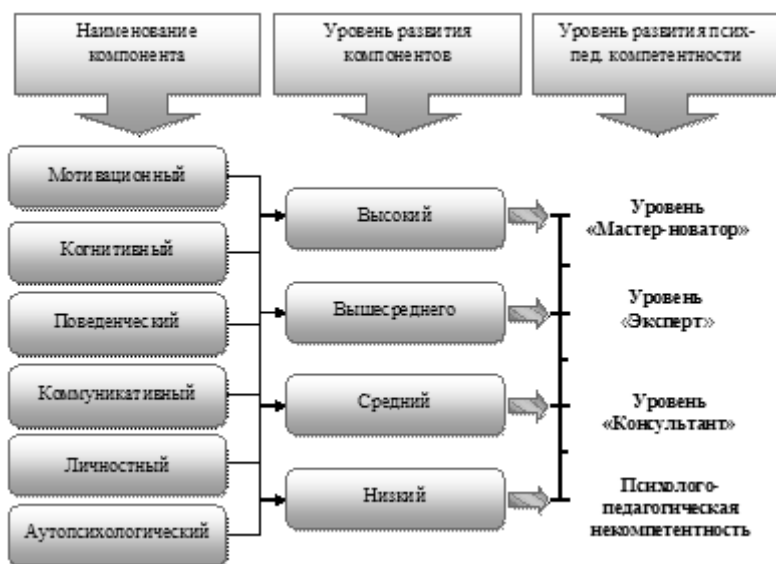 Наименование
компонента
Уровень развития
компонентов
Уровень развития псих-
пед. компетентности
Мотивационный
Когнитивный
Поведенческий
Коммуникативный
Личностный
Аутопсихологический
Высокий
Вышесреднего
Средний
Низкий
Уровень
«Мастер-новатор»
Уровень
«Эксперт»
Уровень
«Консультант»
Психолого-
педагогическая
некомпетентность